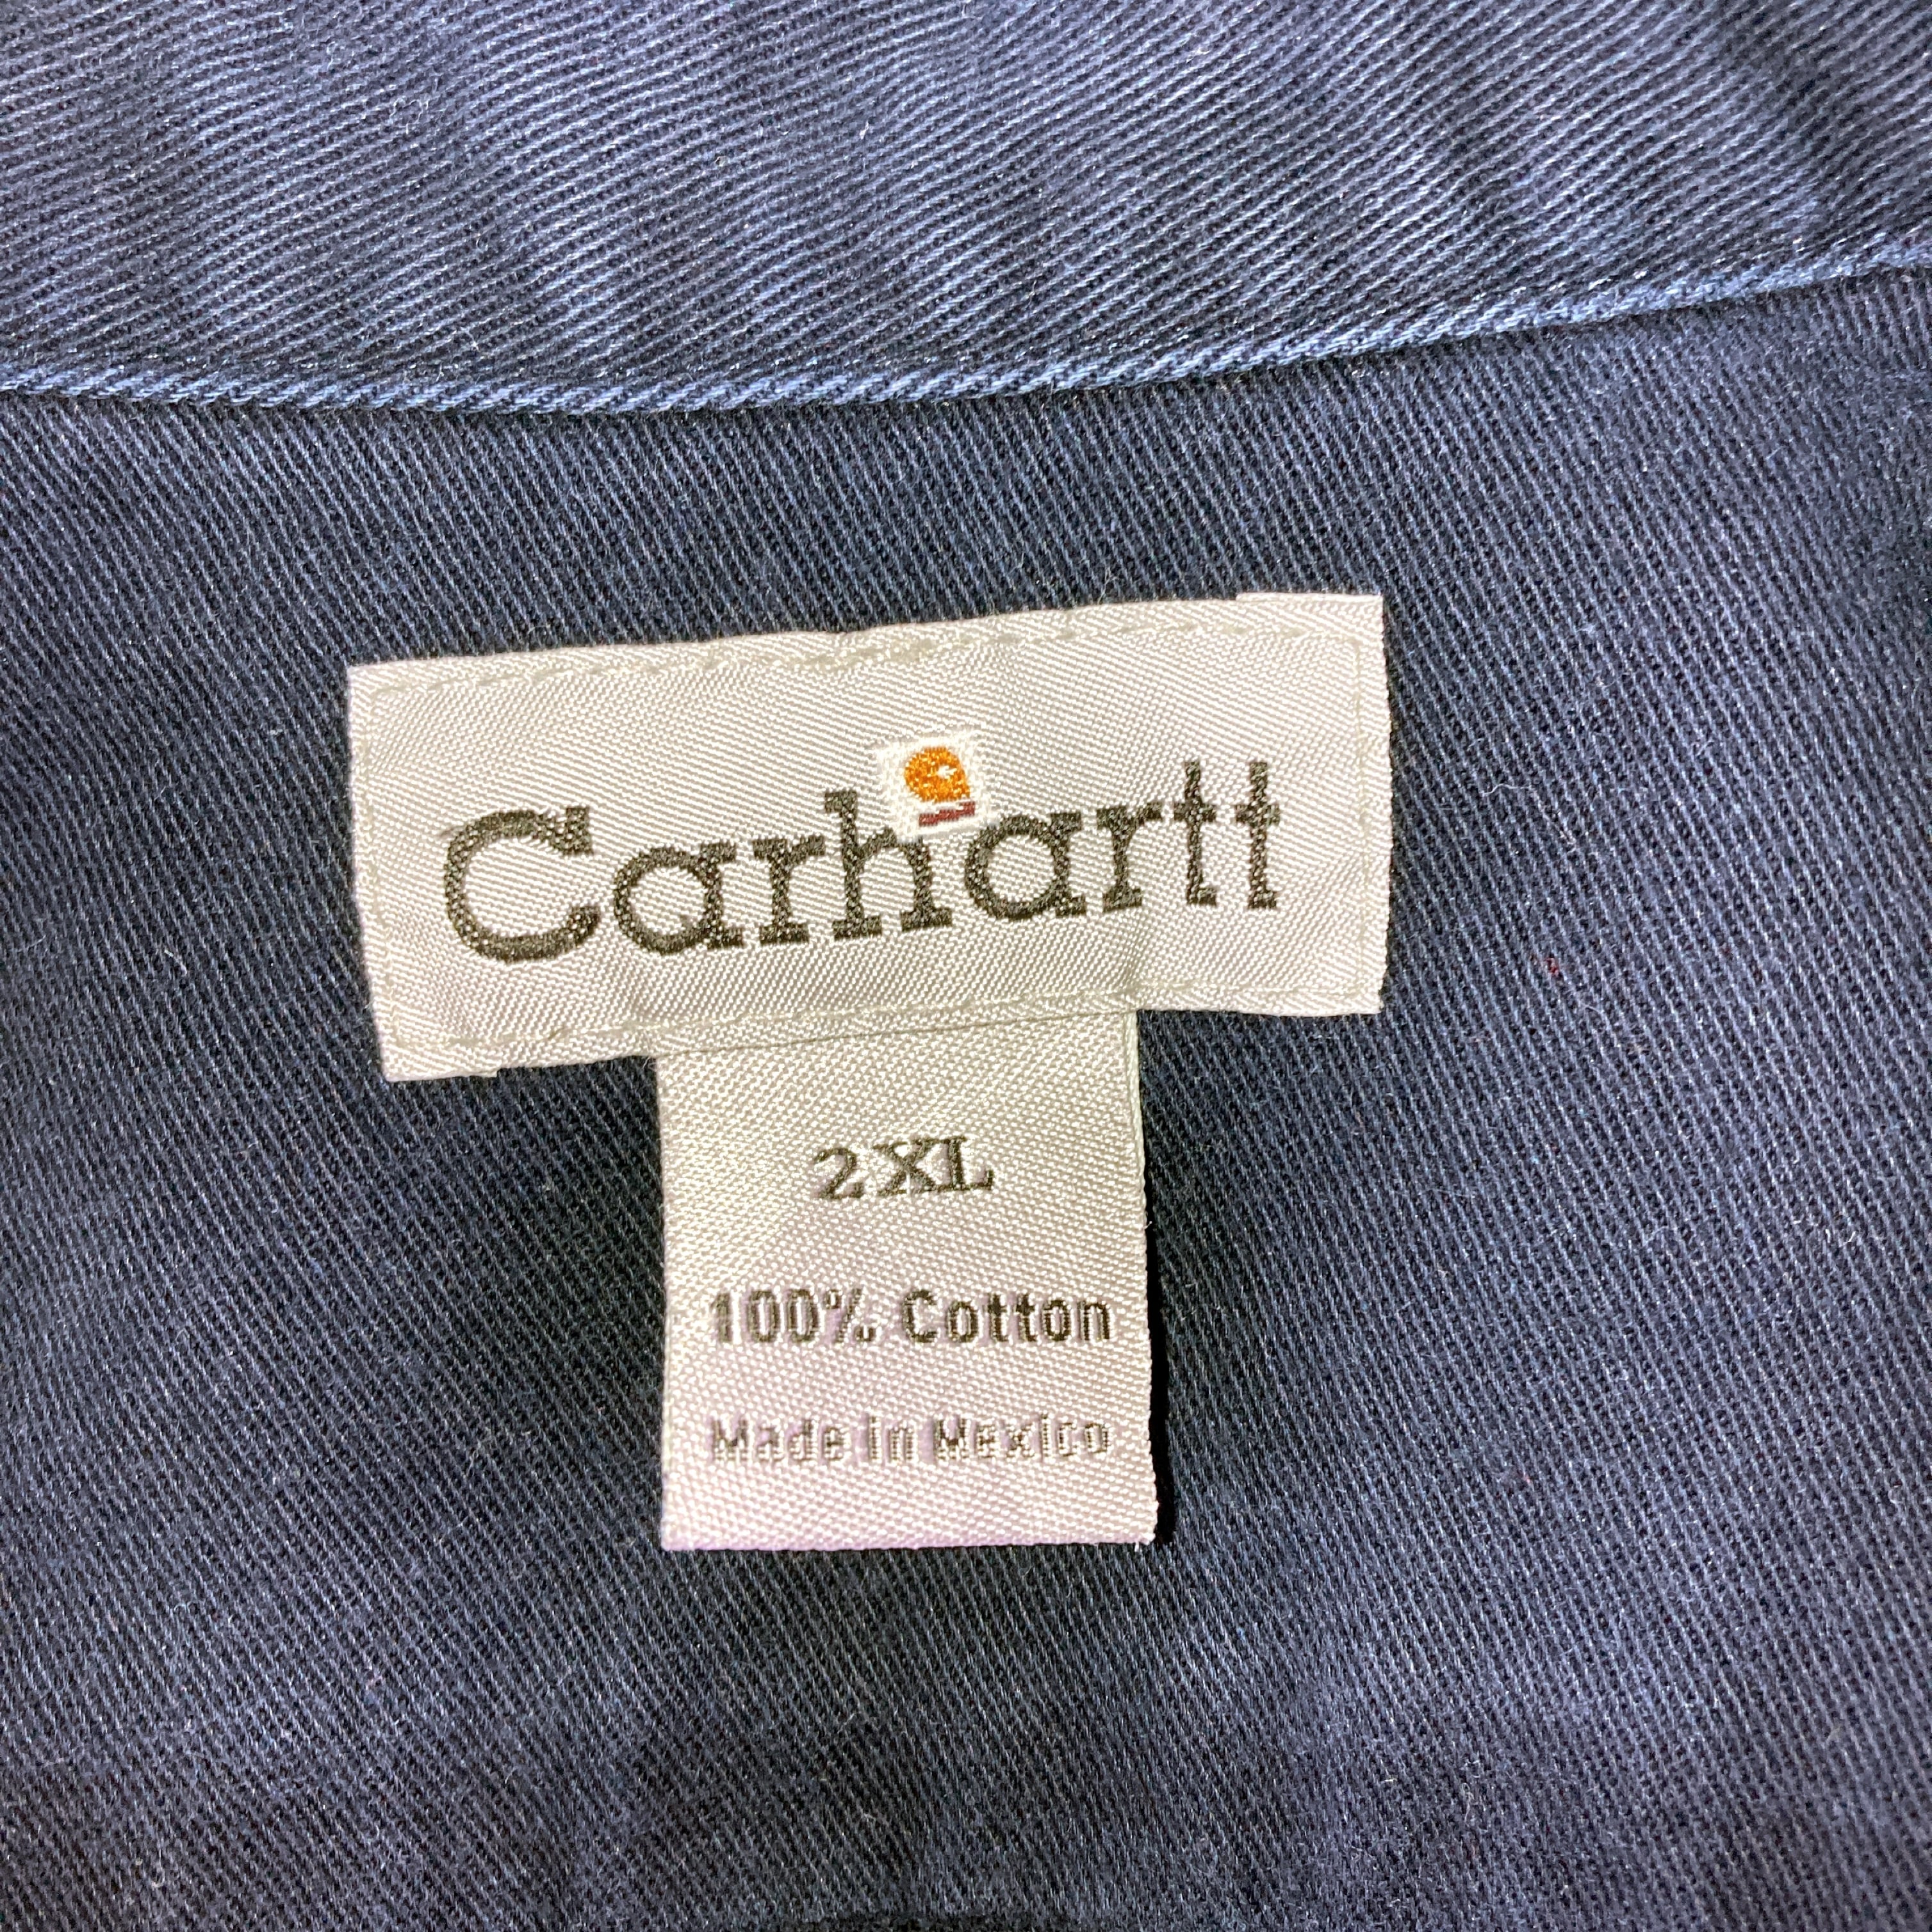 Carhartt
2XL
100% Cotton
Made in Mexico